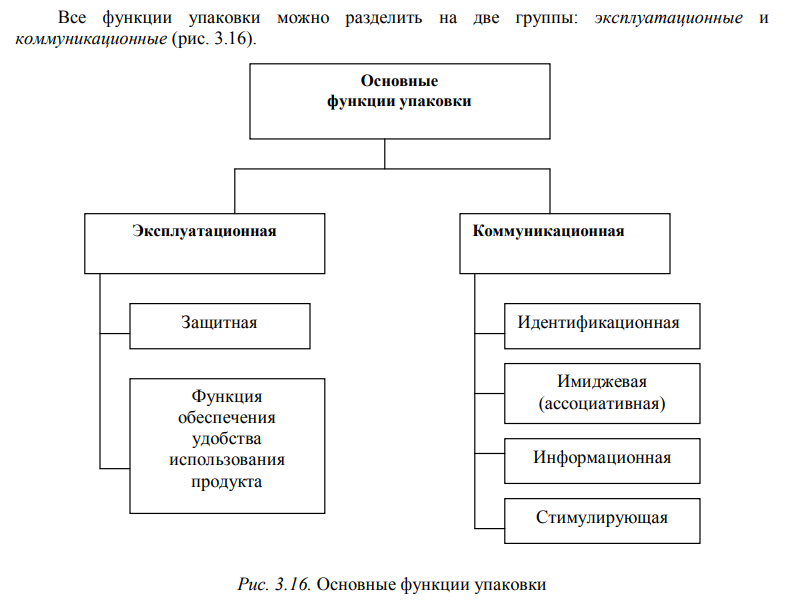 Все функции упаковки можно разделить на две группы: эксплуатационные и
коммуникационные (рис. 3.16).
Основные
функции упаковки
Эксплуатационная
Коммуникационная
Защитная
Функция
обеспечения
удобства
использования
продукта
Идентификационная
Имиджевая
(ассоциативная)
Информационная
Стимулирующая
Рис. 3.16. Основные функции упаковки